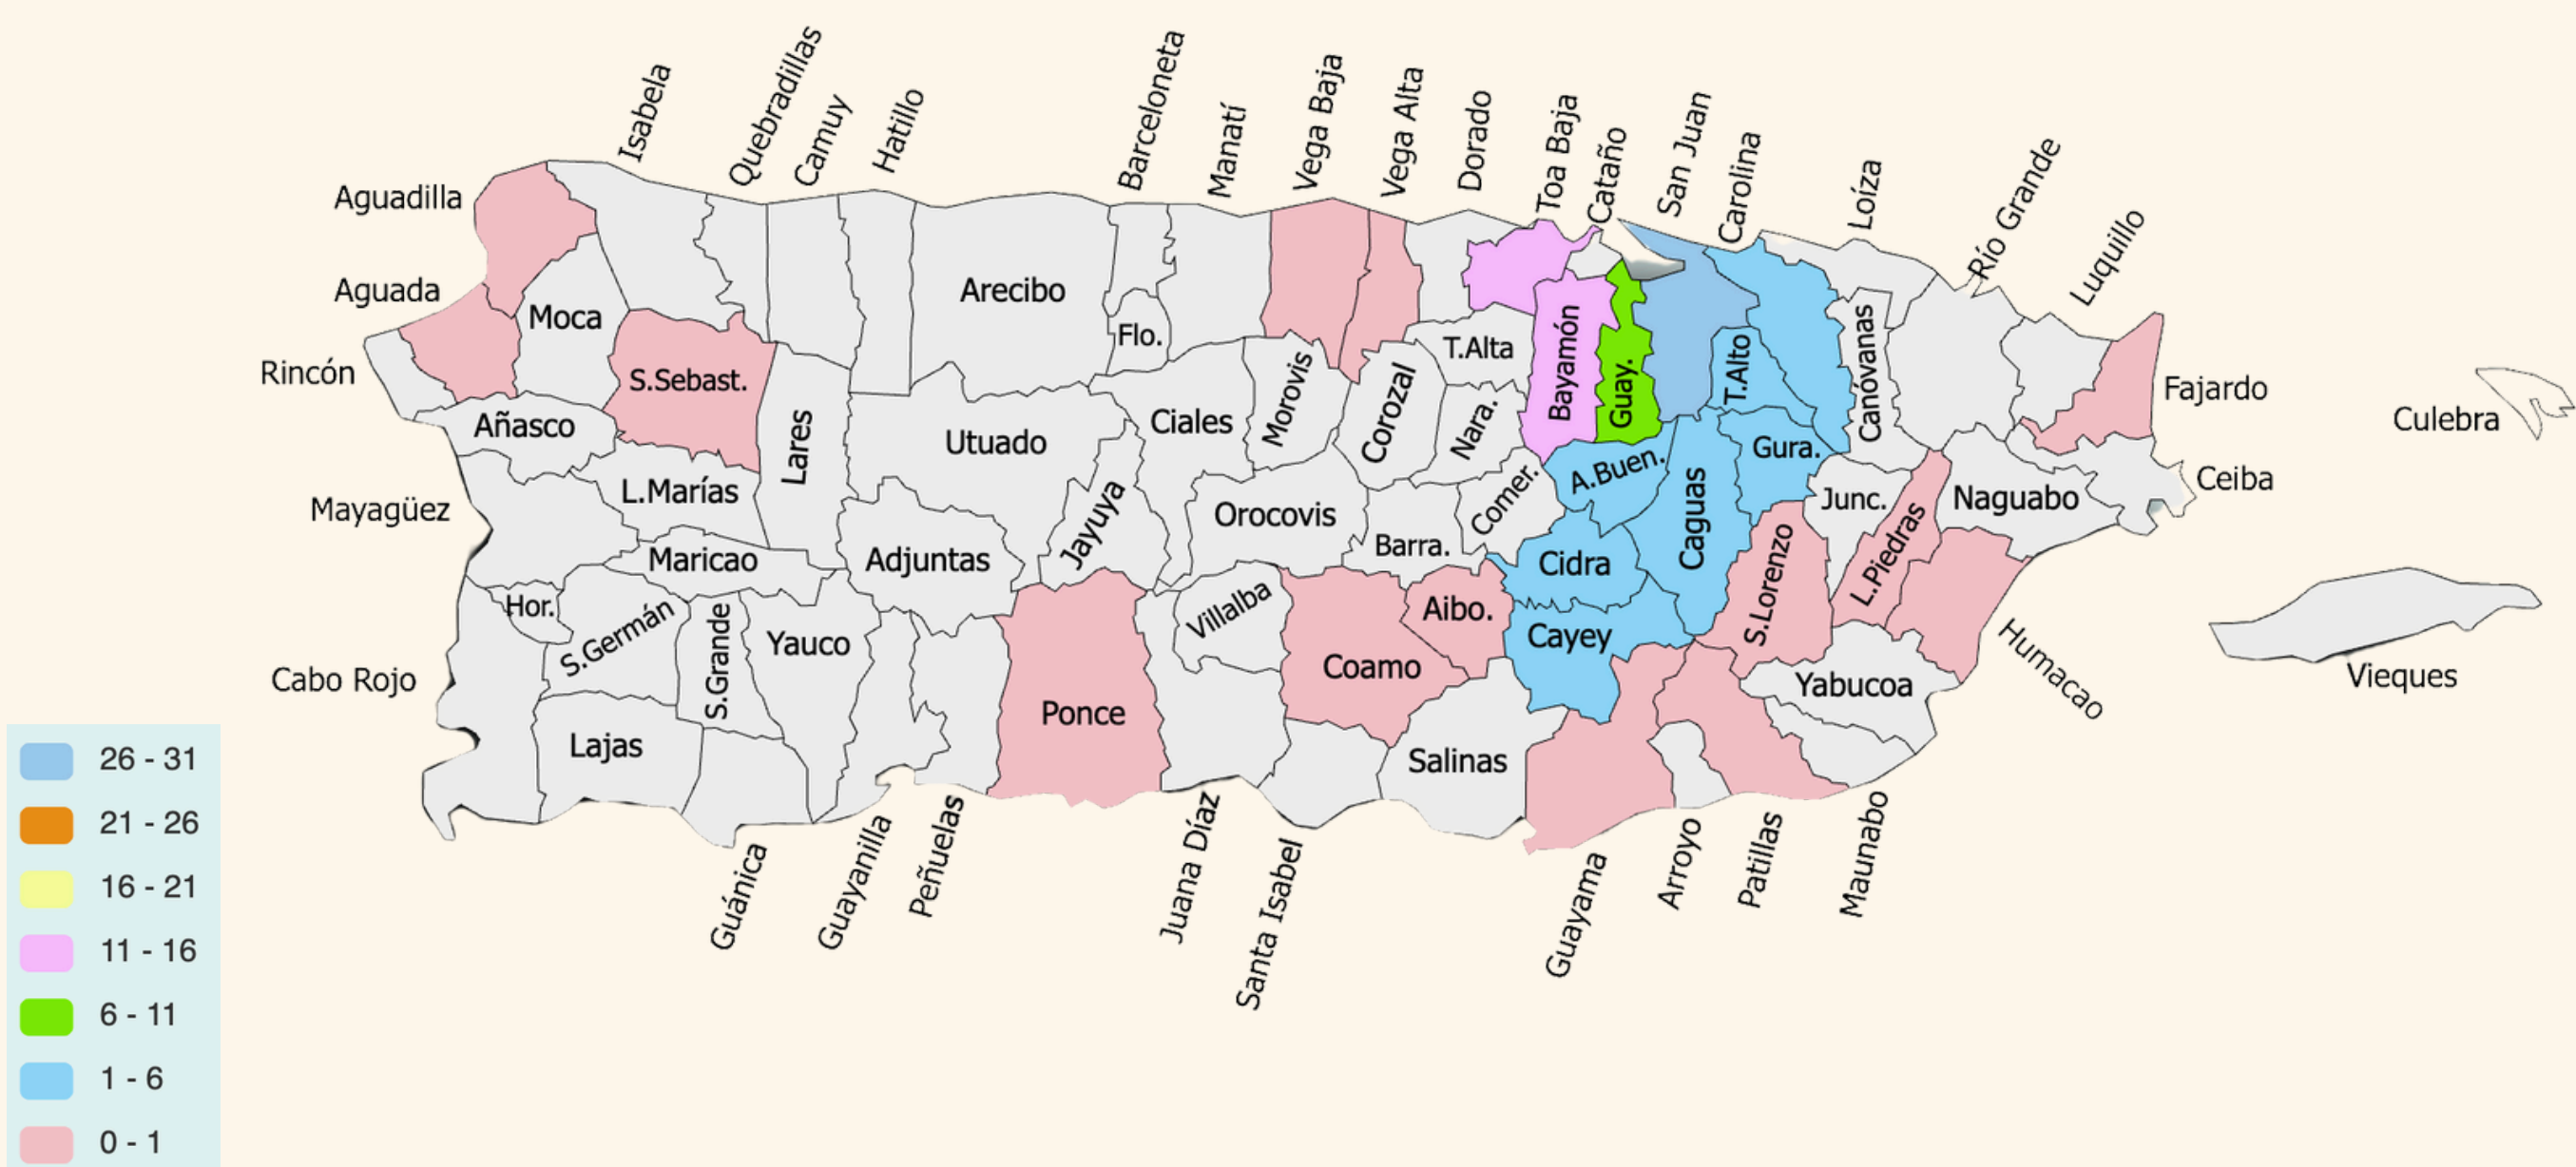 Isabela
Quebradillas
Camuy
Hatillo
Barceloneta
Manatí
Vega Baja
Vega Alta
Dorado
Toa Baja
Cataño
San Juan
Carolina
Loíza
Río Grande
Luquillo
Aguadilla
Aguada
Moca
Arecibo
Flo.
T.Alta
Bayamón
Guay.
T.Alto
Canóvanas
Rincón
S.Sebast.
Fajardo
Culebra
Añasco
Lares
Utuado
Ciales
Morovis
Corozal
Nara.
A.Buen.
Gura.
Caguas
Mayagüez
L.Marías
Jayuya
Orocovis
Barra.
Comer.
Junc.
L.Piedras
Naguabo
Ceiba
Maricao
Adjuntas
Cidra
S.Lorenzo
Hor.
S.Germán
S.Grande
Yauco
Villalba
Aibo.
Cayey
Coamo
Humacao
Vieques
Cabo Rojo
Lajas
Ponce
Salinas
Yabucoa
Guánica
Guayanilla
Peñuelas
Juana Díaz
Santa Isabel
Guayama
Arroyo
Patillas
Maunabo
26 - 31
21 - 26
16 - 21
11 - 16
6 - 11
1 - 6
0 - 1